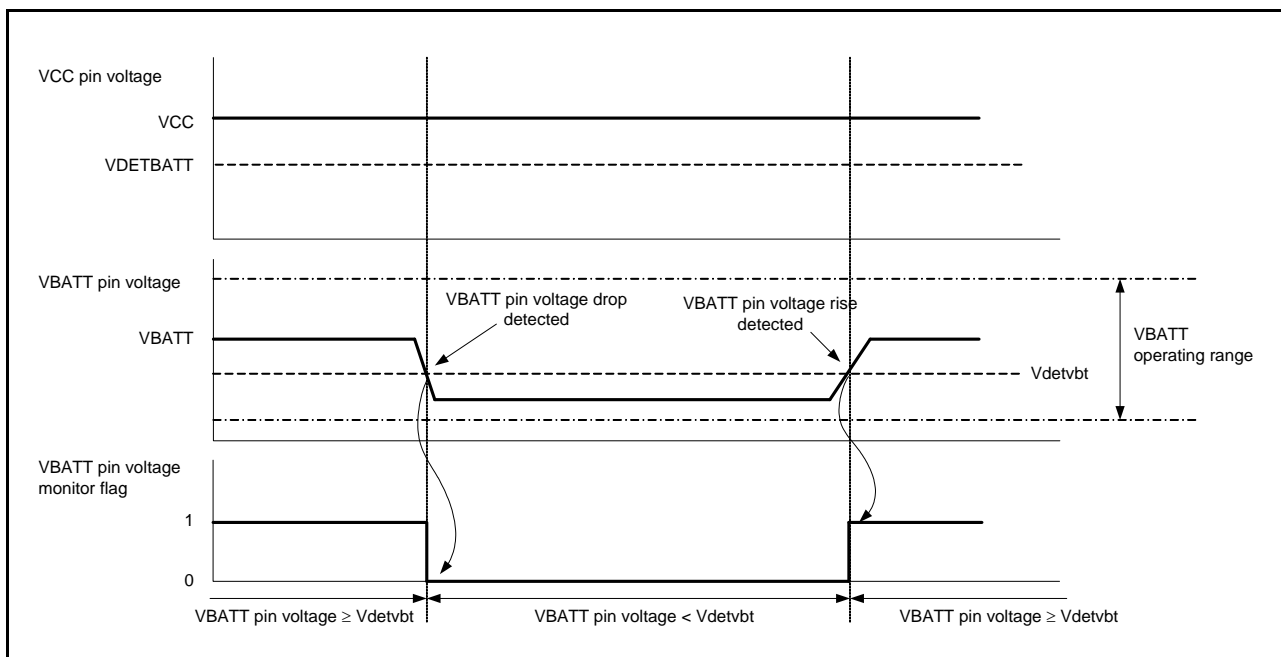 VCC pin voltage
VCC
VDETBATT
VBATT pin voltage
VBATT pin voltage drop
detected
VBATT pin voltage rise
detected
VBATT
VBATT
operating range
Vdetvbt
VBATT pin voltage
monitor flag
1
0
VBATT pin voltage ≥ Vdetvbt
VBATT pin voltage < Vdetvbt
VBATT pin voltage ≥ Vdetvbt